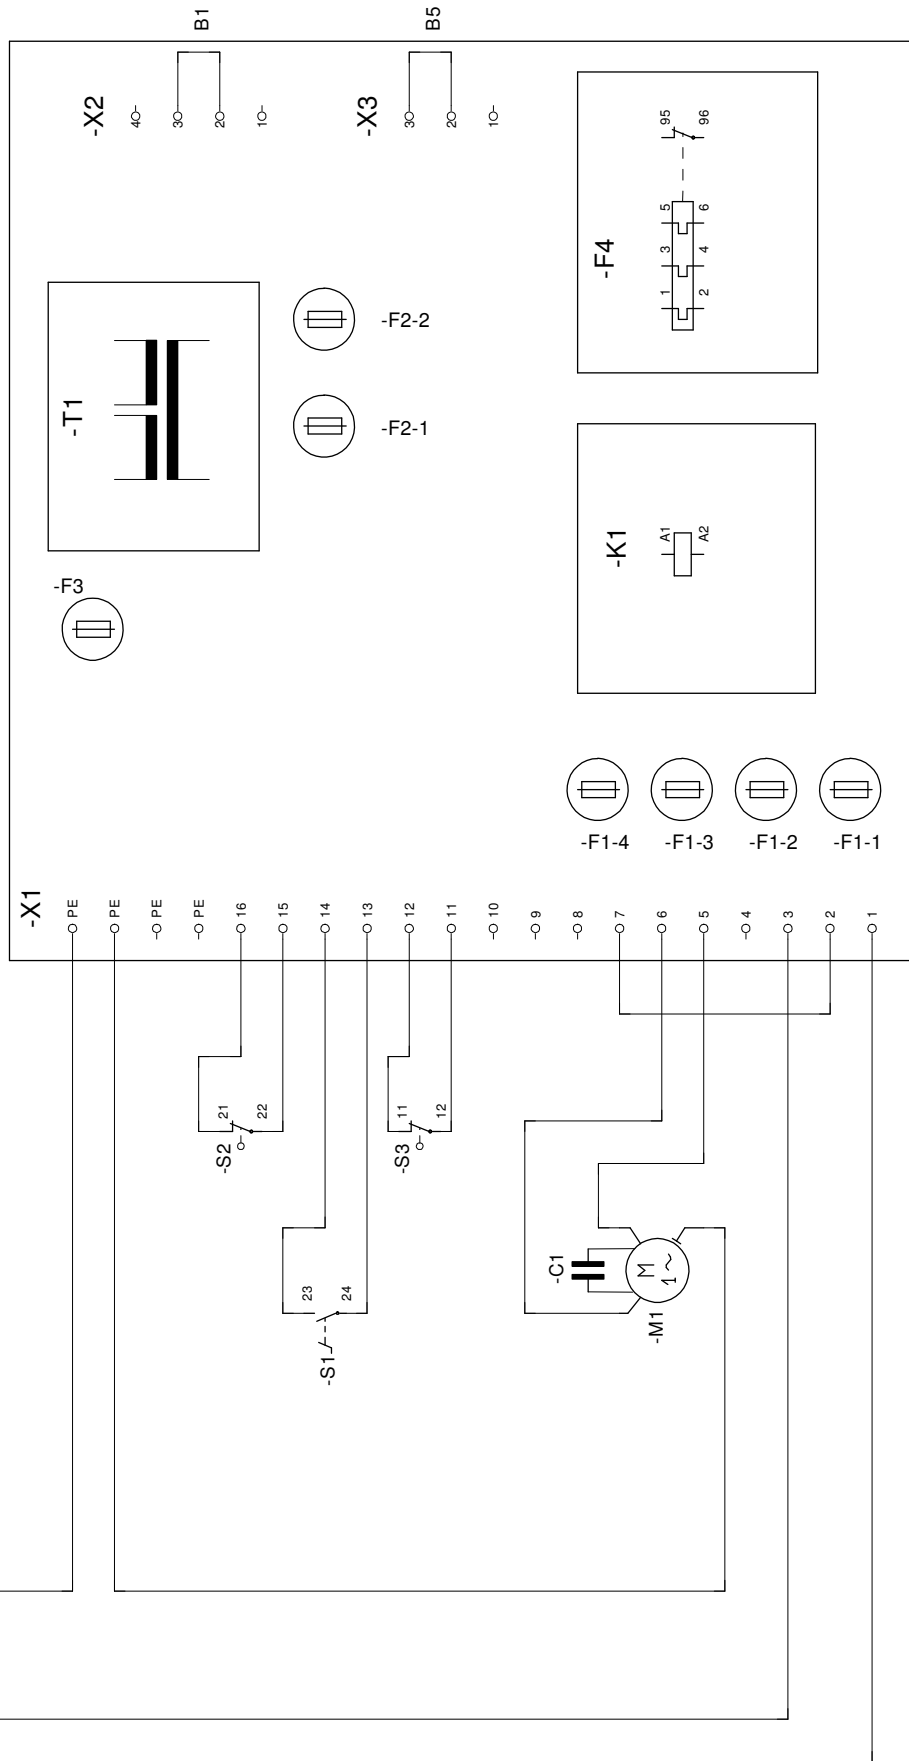 B1
B5
-X2
4
3
2
1
-X3
3
2
1
95
96
5
6
3
4
1
2
-F4
-T1
-F2-2
-F2-1
-K1
A1
A2
-F3
-F1-4
-F1-3
-F1-2
-F1-1
-X1
PE
PE
PE
PE
16
15
14
13
12
11
10
9
8
7
6
5
4
3
2
1
21
22
-S2
11
12
-S3
23
24
-S1
-C1
M
1~
-M1